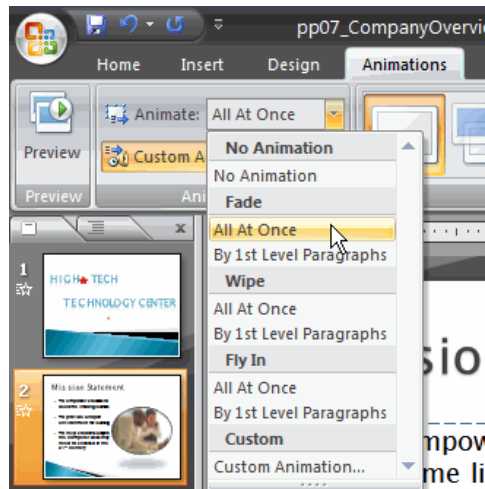 pp07_CompanyOvervi
Home Insert Design Animations
Animate: All At Once
Preview
Custom A
No Animation
No Animation
Fade
All At Once
By 1st Level Paragraphs
Wipe
All At Once
By 1st Level Paragraphs
Fly In
All At Once
By 1st Level Paragraphs
Custom
Custom Animation...
Preview
Ani
1
HIGH TECH
TECHNOLOGY CENTER
2
Mission Statement
sio
mpow
me li